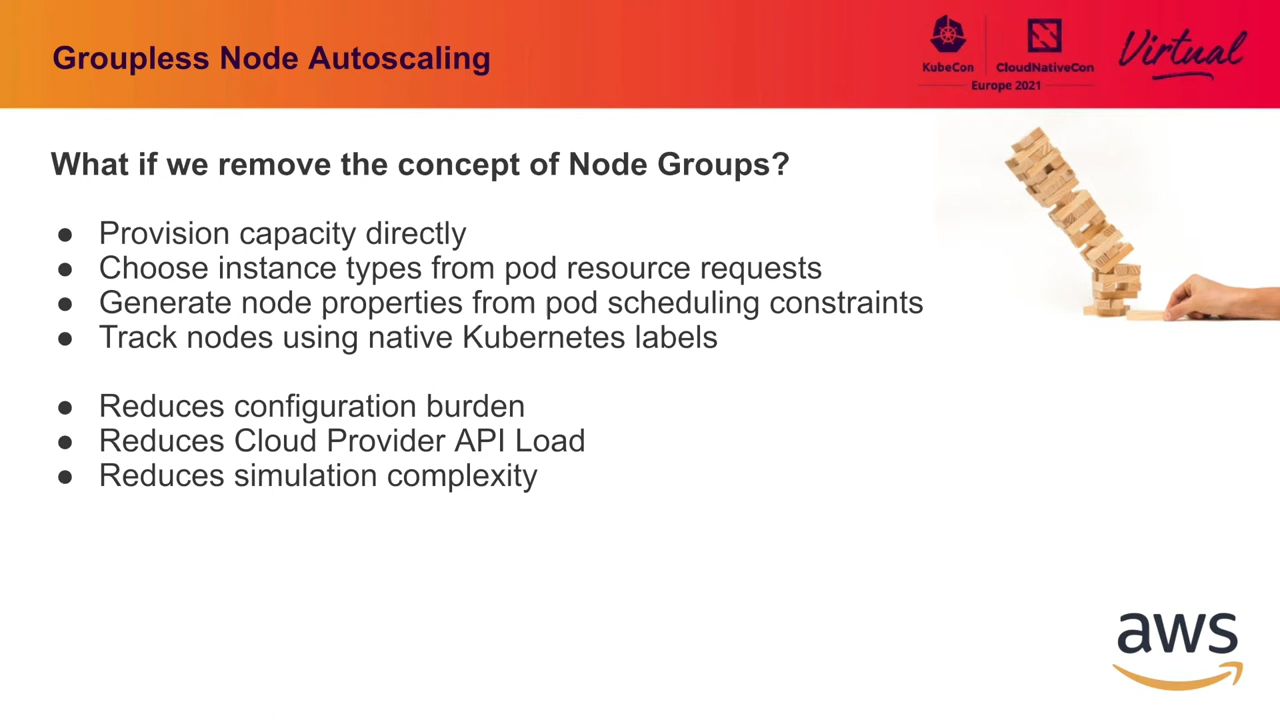 Groupless Node Autoscaling
KubeCon
CloudNativeCon
Europe 2021
Virtual
What if we remove the concept of Node Groups?
● Provision capacity directly
● Choose instance types from pod resource requests
● Generate node properties from pod scheduling constraints
● Track nodes using native Kubernetes labels
● Reduces configuration burden
● Reduces Cloud Provider API Load
● Reduces simulation complexity
aws